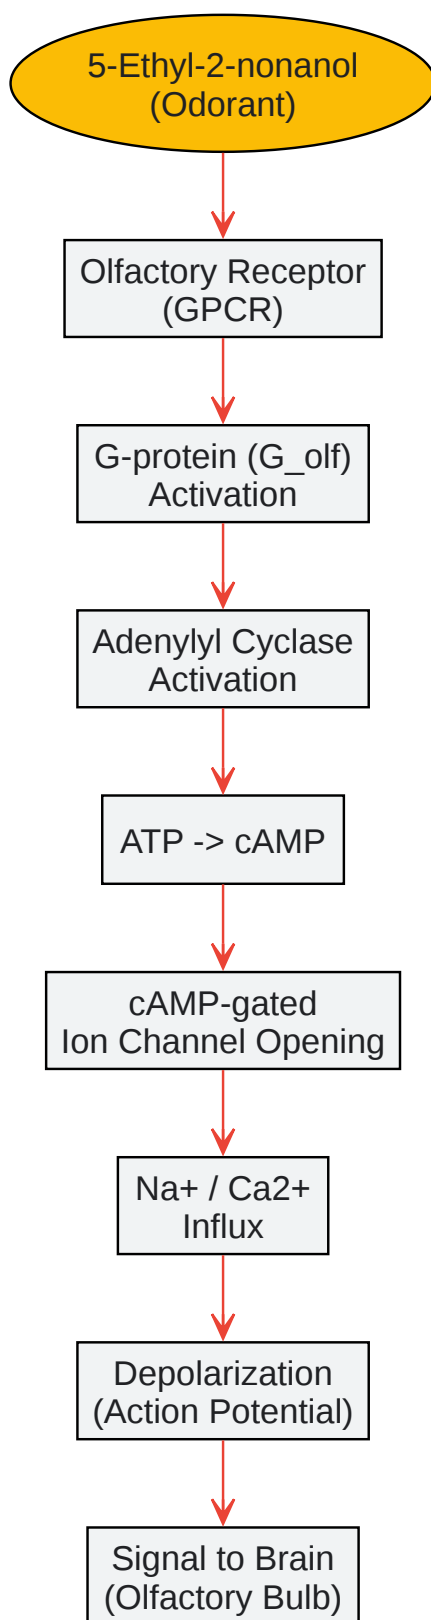 5-Ethyl-2-nonanol
(Odorant)
Olfactory Receptor
(GPCR)
G-protein (G_olf)
Activation
Adenylyl Cyclase
Activation
ATP -> cAMP
cAMP-gated
Ion Channel Opening
Na+ / Ca2+
Influx
Depolarization
(Action Potential)
Signal to Brain
(Olfactory Bulb)